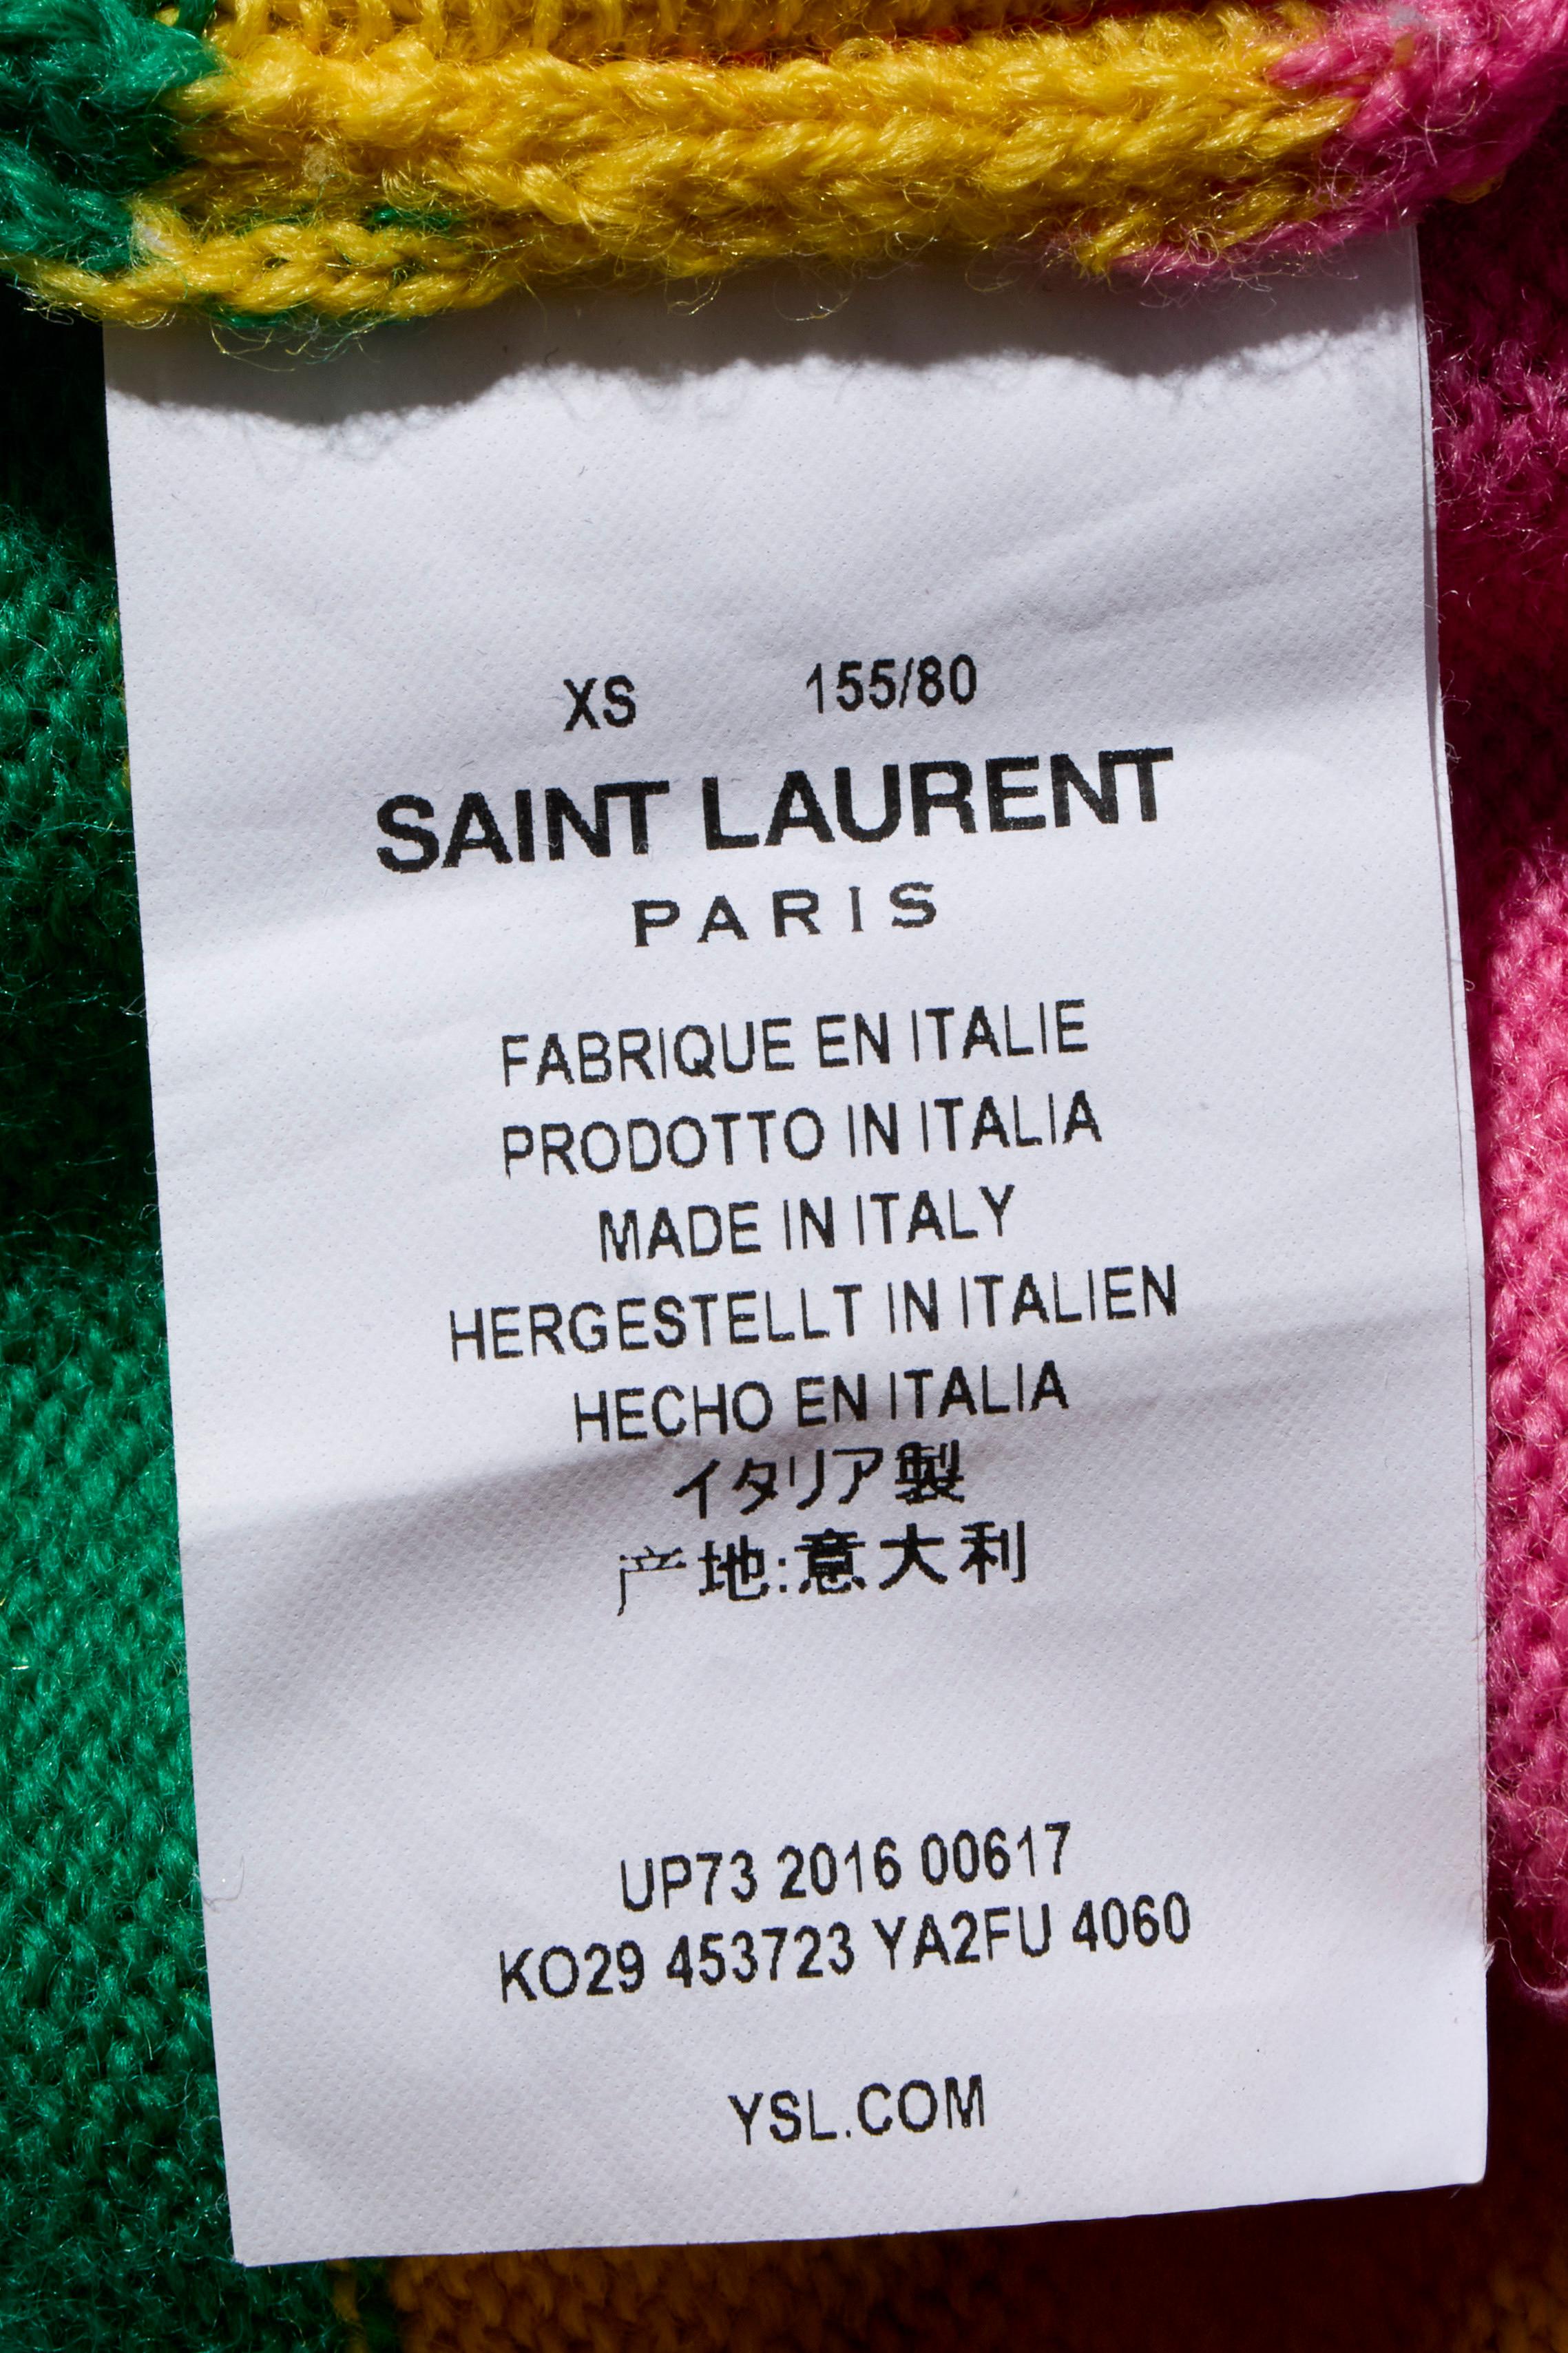 XS 155/80
SAINT LAURENT
PARIS
FABRIQUE EN ITALIE
PRODOTTO IN ITALIA
MADE IN ITALY
HERGESTELLT IN ITALIEN
HECHO EN ITALIA
イタリア製
产地:意大利
UP73 2016 00617
KO29 453723 YA2FU 4060
YSL.COM